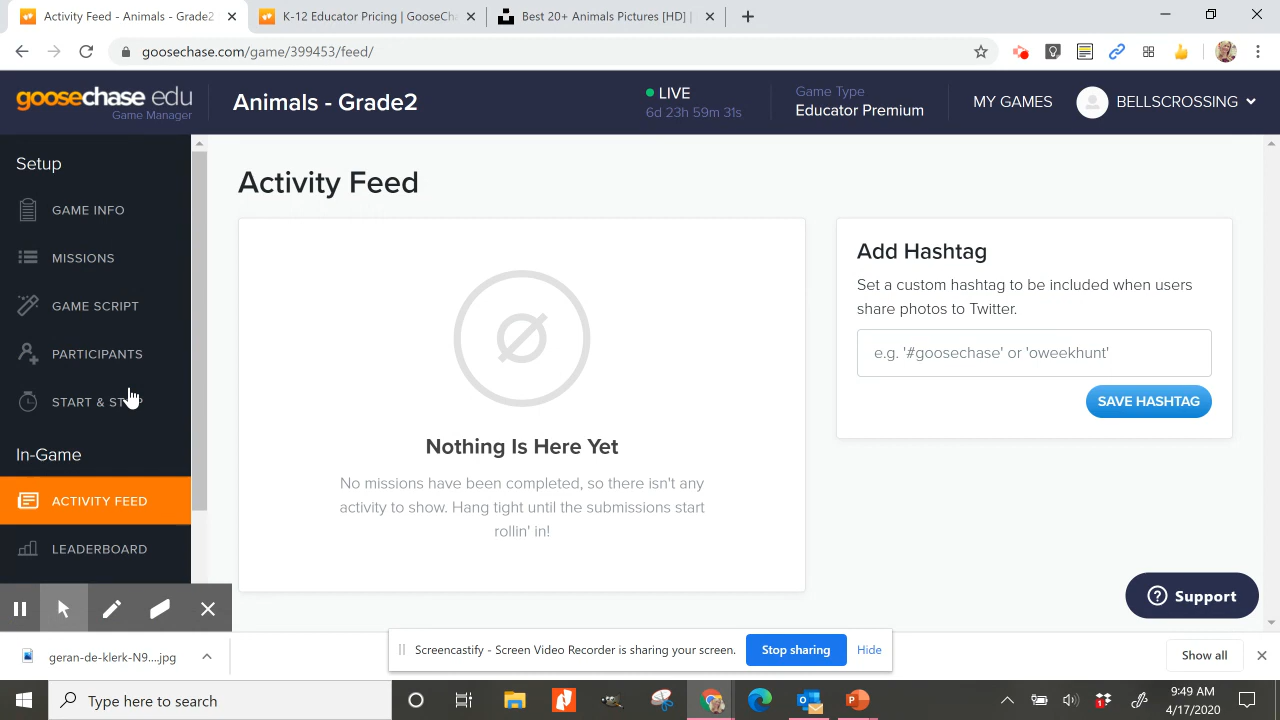 Activity Feed - Animals - Grade2
K-12 Educator Pricing | GooseCha
Best 20+ Animals Pictures [HD] |
goosechase.com/game/399453/feed/
goosechase edu
Game Manager
Animals - Grade2
LIVE
6d 23h 59m 31s
Game Type
Educator Premium
MY GAMES
BELLSCROSSING
Setup
GAME INFO
MISSIONS
GAME SCRIPT
PARTICIPANTS
START & STOP
In-Game
ACTIVITY FEED
LEADERBOARD
Activity Feed
Nothing Is Here Yet
No missions have been completed, so there isn't any
activity to show. Hang tight until the submissions start
rollin' in!
Add Hashtag
Set a custom hashtag to be included when users
share photos to Twitter.
e.g. '#goosechase' or 'oweekhunt'
SAVE HASHTAG
Support
Screencastify - Screen Video Recorder is sharing your screen.
Stop sharing
Hide
geran-de-klerk-N9....jpg
Show all
Type here to search
9:49 AM
4/17/2020